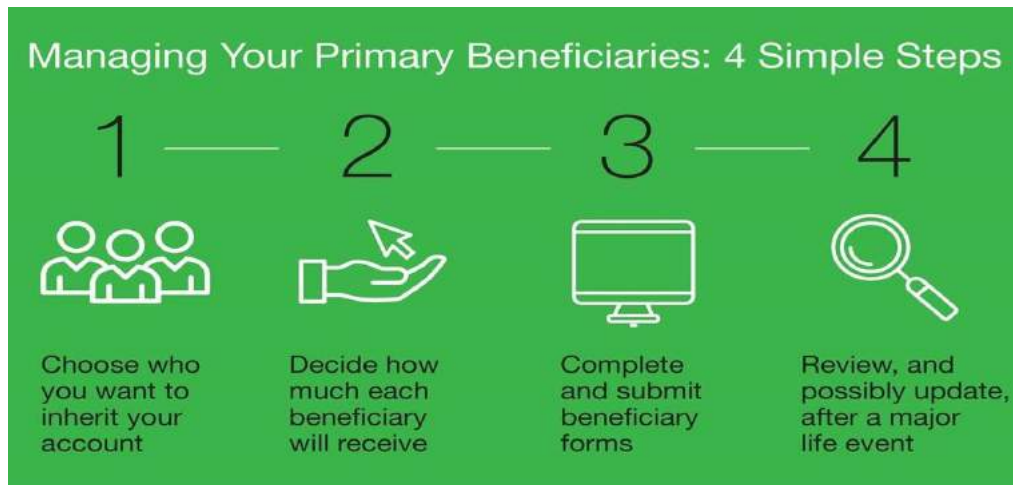 Managing Your Primary Beneficiaries: 4 Simple Steps
1
2
3
4
Choose who
you want to
inherit your
account
Decide how
much each
beneficiary
will receive
Complete
and submit
beneficiary
forms
Review, and
possibly update,
after a major
life event